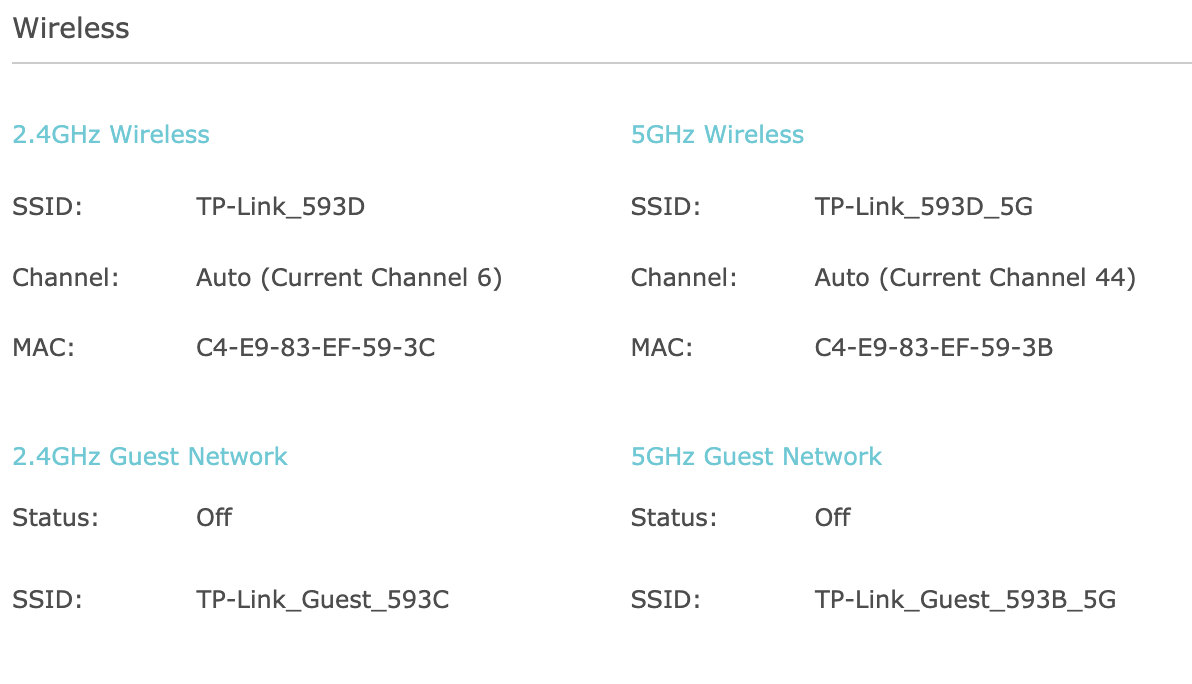 Wireless
2.4GHz Wireless
SSID: TP-Link_593D
Channel: Auto (Current Channel 6)
MAC: C4-E9-83-EF-59-3C
5GHz Wireless
SSID: TP-Link_593D_5G
Channel: Auto (Current Channel 44)
MAC: C4-E9-83-EF-59-3B
2.4GHz Guest Network
Status: Off
SSID: TP-Link_Guest_593C
5GHz Guest Network
Status: Off
SSID: TP-Link_Guest_593B_5G